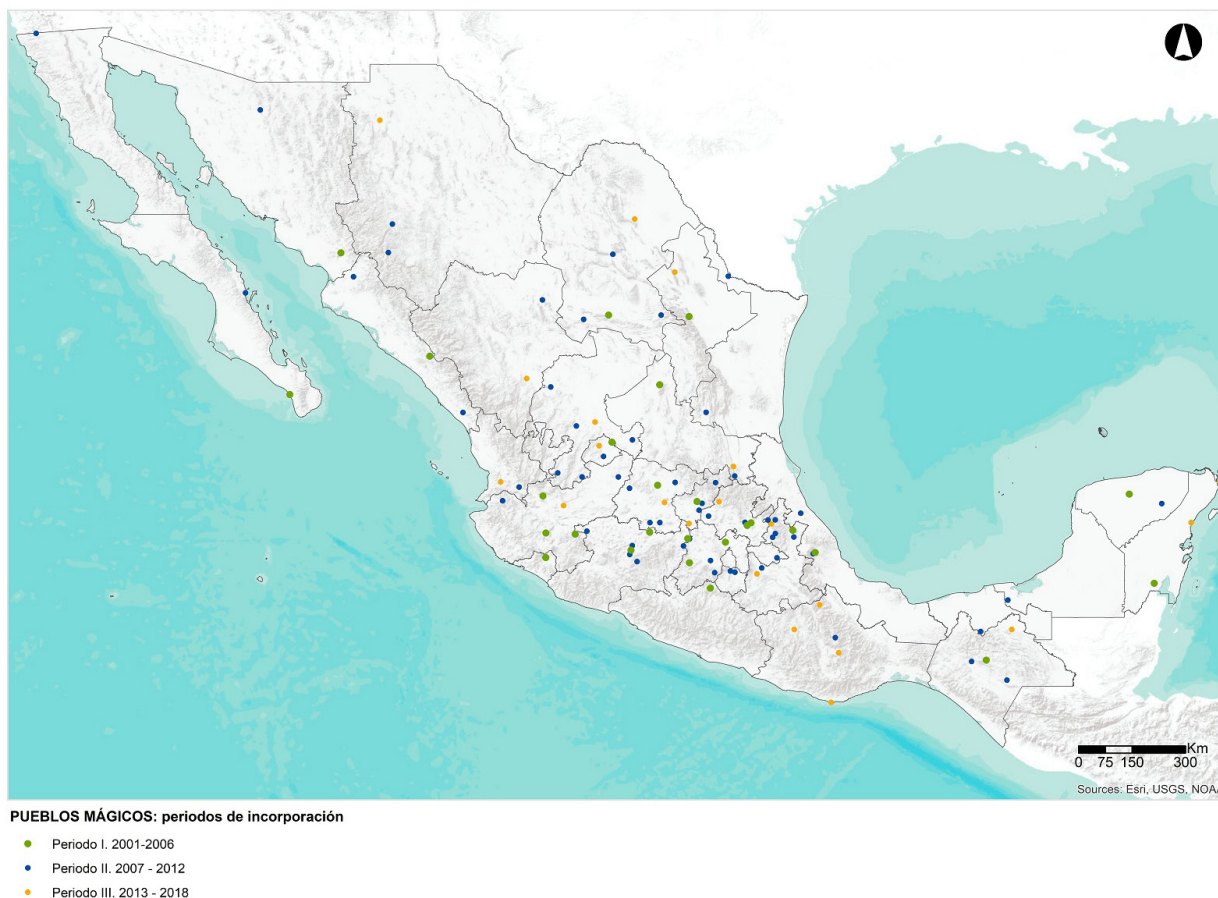 Km
0 75 150 300
Sources: Esri, USGS, NOAA
PUEBLOS MÁGICOS: periodos de incorporación
Periodo I. 2001-2006
Periodo II. 2007 - 2012
Periodo III. 2013 - 2018